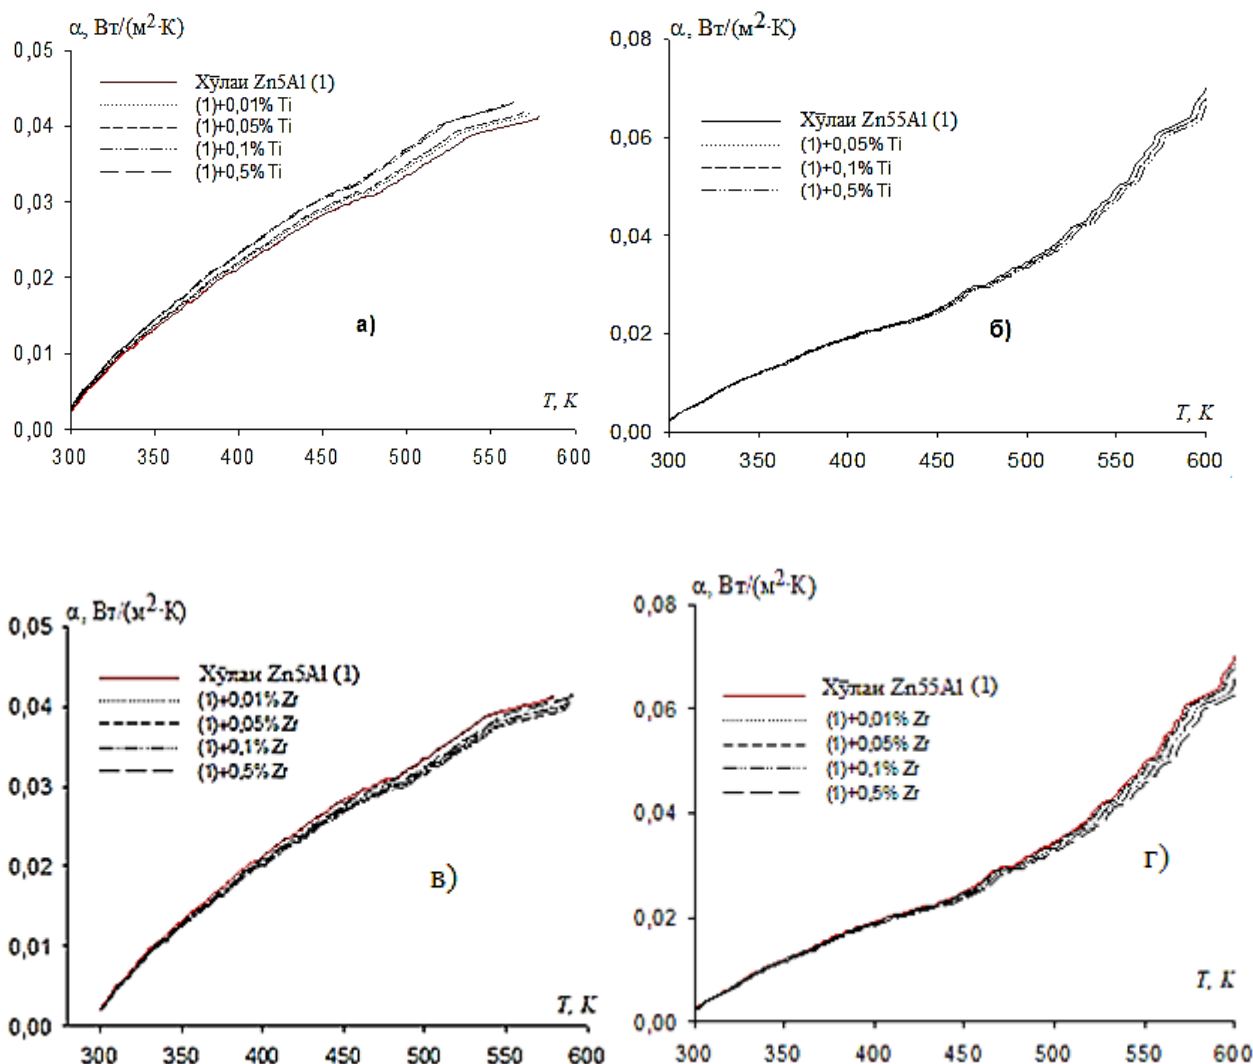 α, Вт/(м²·К)
0,05
0,04
0,03
0,02
0,01
0,00
Хӯлаи Zn5Al (1)
(1)+0,01% Ti
(1)+0,05% Ti
(1)+0,1% Ti
(1)+0,5% Ti
а)
T, K
300 350 400 450 500 550 600
α, Вт/(м²·К)
0,08
0,06
0,04
0,02
0,00
Хӯлаи Zn55Al (1)
(1)+0,05% Ti
(1)+0,1% Ti
(1)+0,5% Ti
б)
T, K
300 350 400 450 500 550 600
α, Вт/(м²·К)
0,05
0,04
0,03
0,02
0,01
0,00
Хӯлаи Zn5Al (1)
(1)+0,01% Zr
(1)+0,05% Zr
(1)+0,1% Zr
(1)+0,5% Zr
в)
T, K
300 350 400 450 500 550 600
α, Вт/(м²·К)
0,08
0,06
0,04
0,02
0,00
Хӯлаи Zn55Al (1)
(1)+0,01% Zr
(1)+0,05% Zr
(1)+0,1% Zr
(1)+0,5% Zr
г)
T, K
300 350 400 450 500 550 600